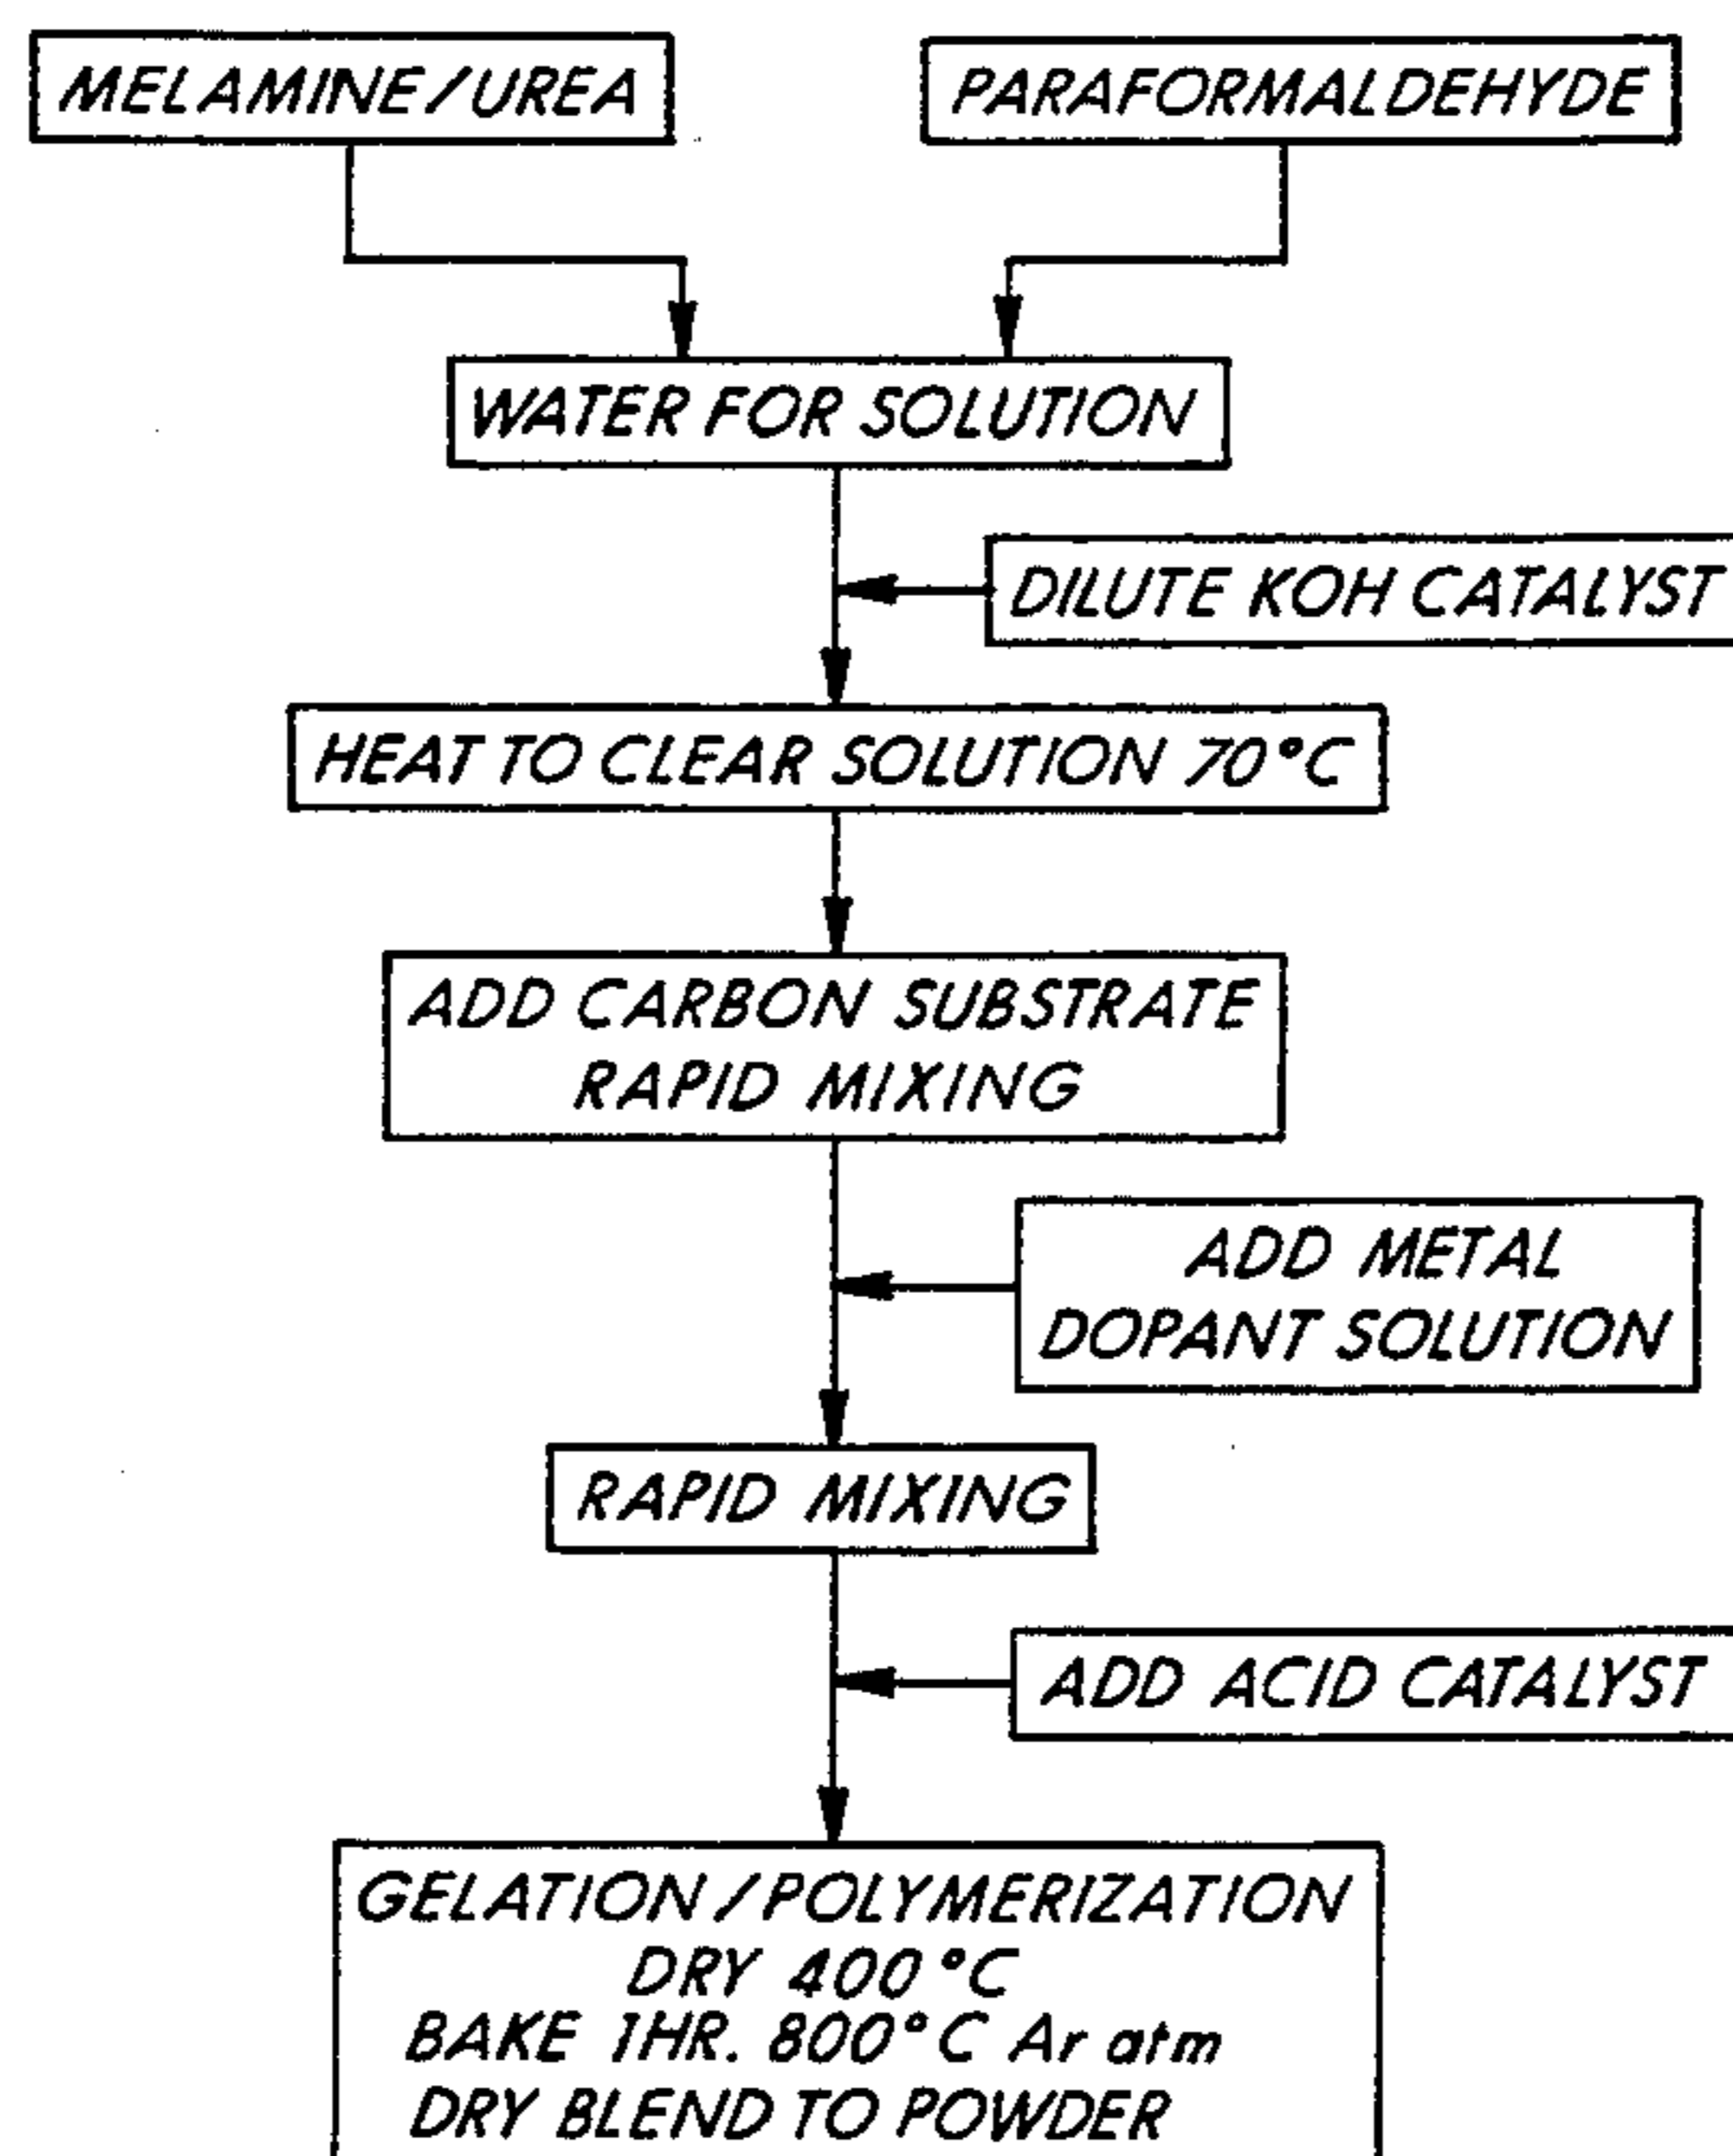 MELAMINE/UREA
PARAFORMALDEHYDE
WATER FOR SOLUTION
DILUTE KOH CATALYST
HEAT TO CLEAR SOLUTION 70°C
ADD CARBON SUBSTRATE
RAPID MIXING
ADD METAL
DOPANT SOLUTION
RAPID MIXING
ADD ACID CATALYST
GELATION/POLYMERIZATION
DRY 400°C
BAKE 1HR. 800°C Ar atm
DRY BLEND TO POWDER